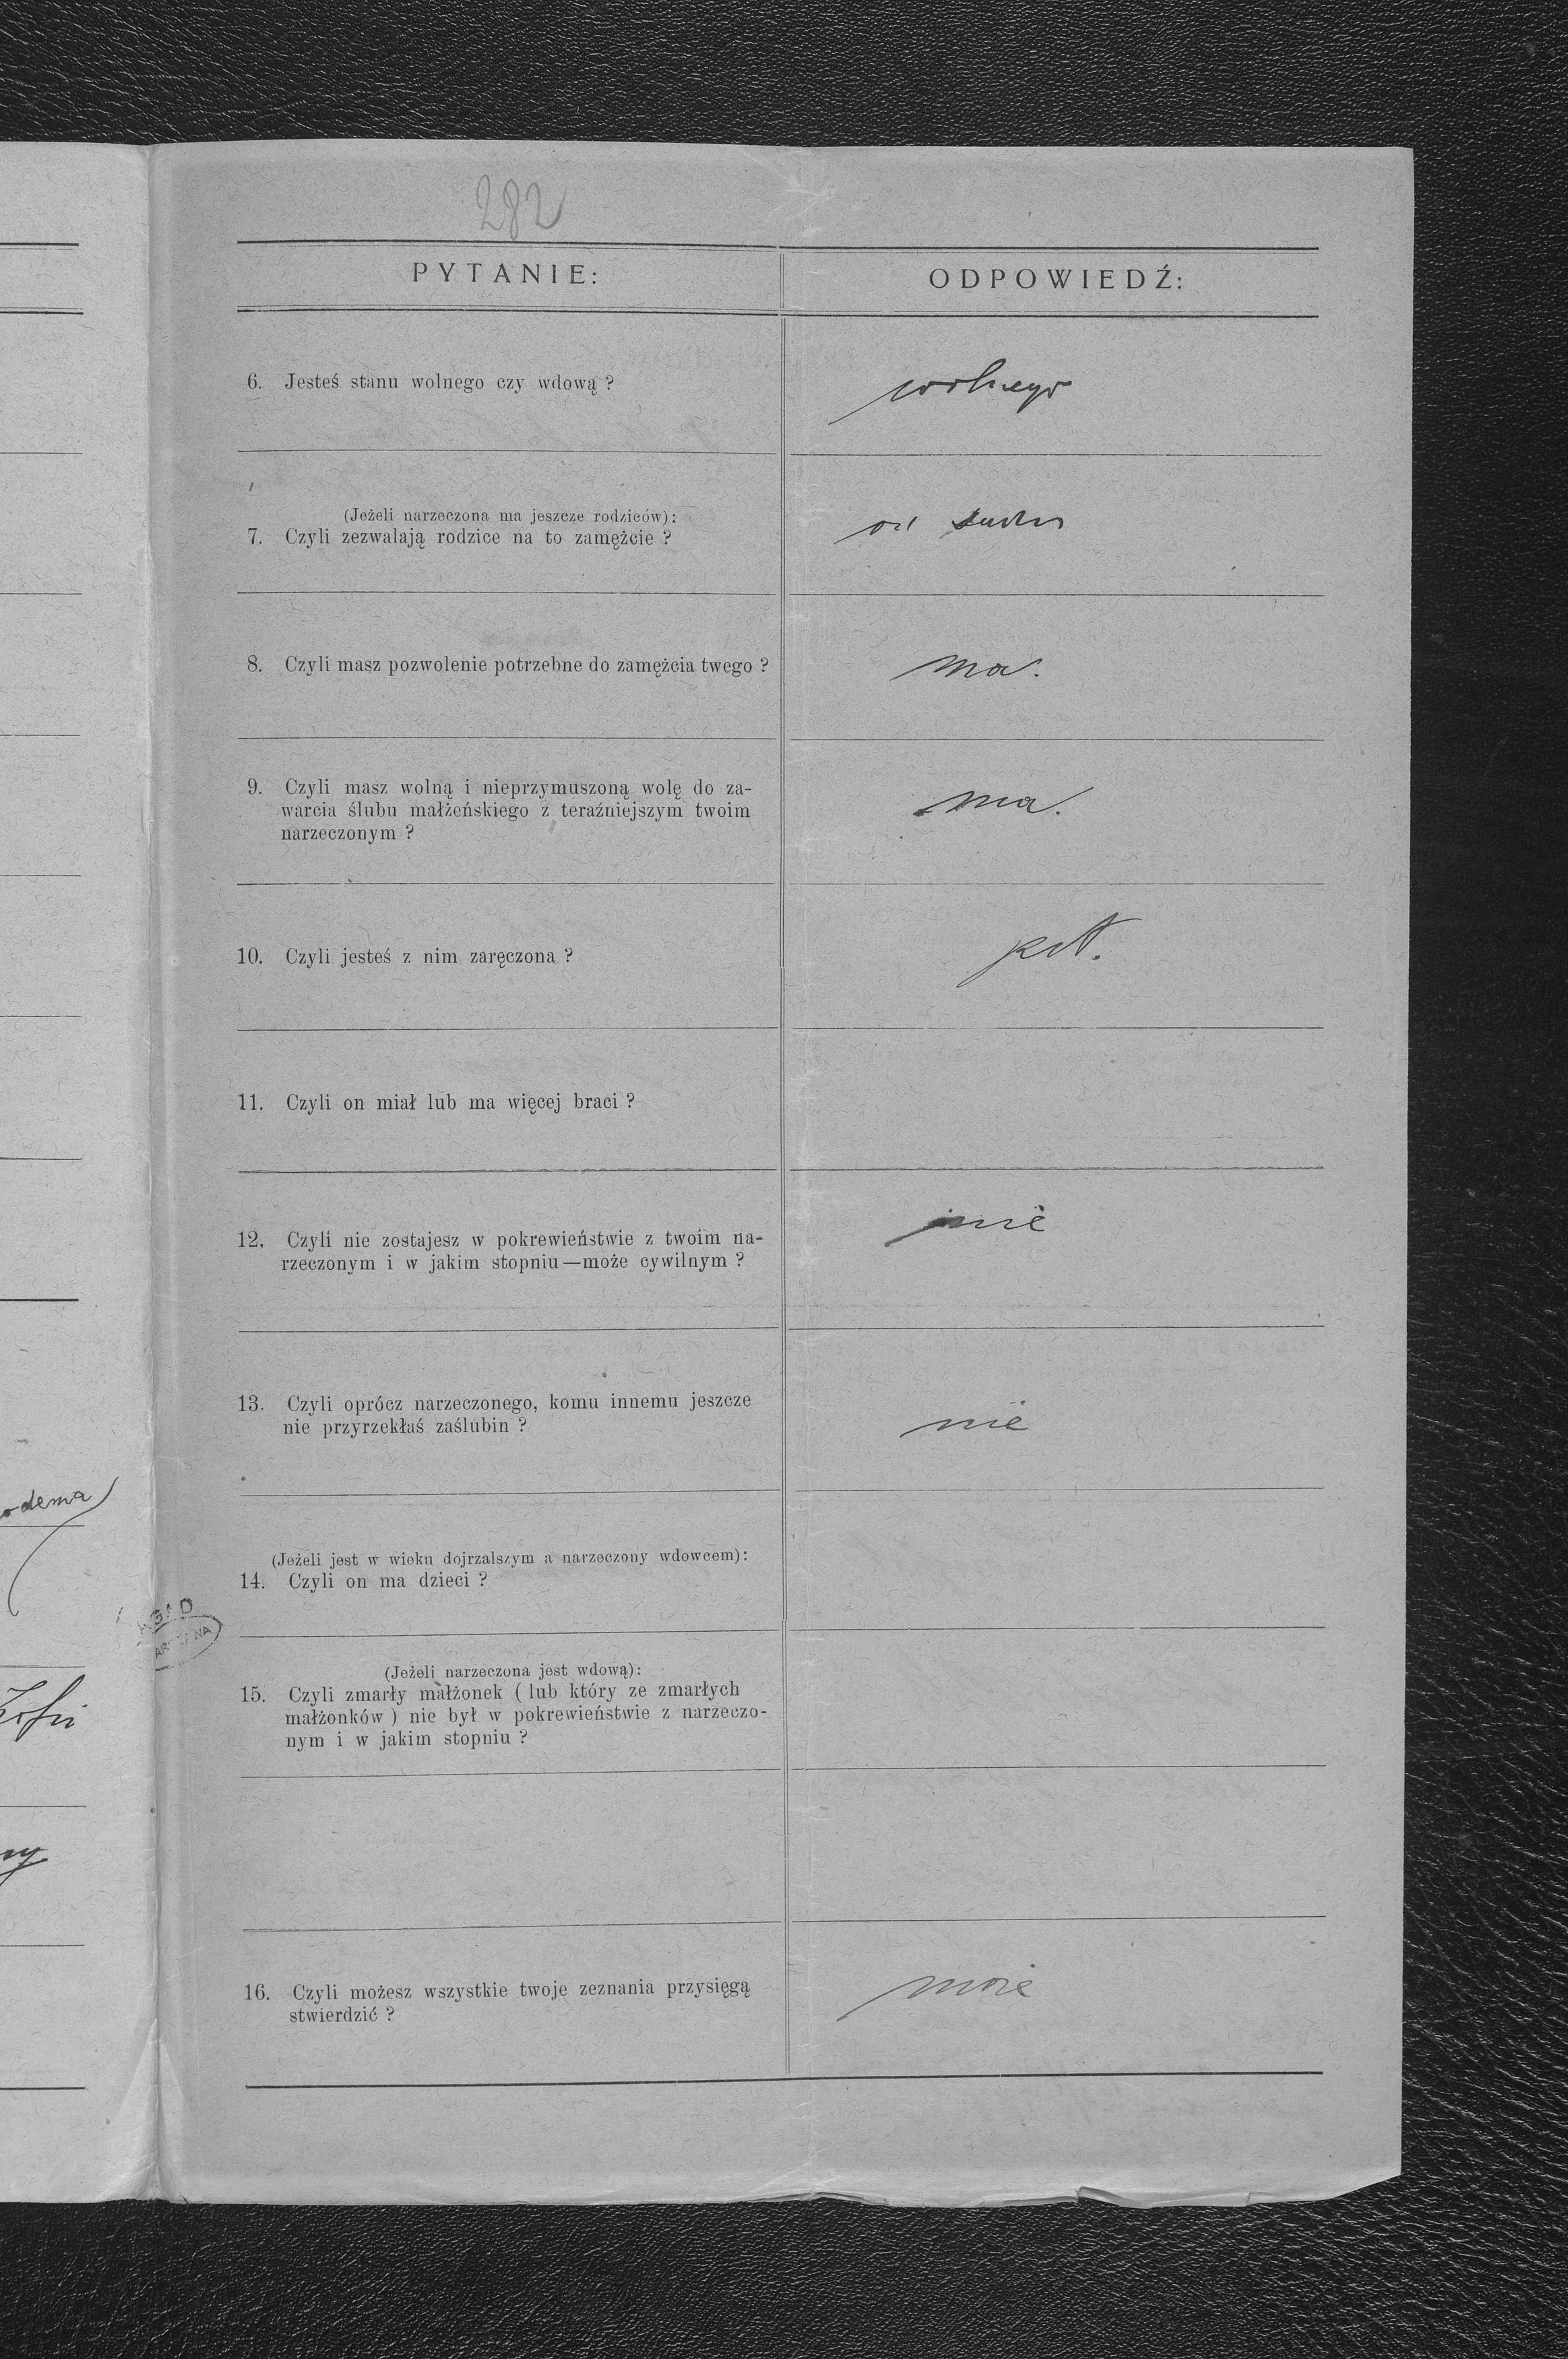 282
PYTANIE:
ODPOWIEDŹ:
6. Jesteś stanu wolnego czy wdową ?
wolnego
(Jeżeli narzeczona ma jeszcze rodziców):
7. Czyli zezwalają rodzice na to zamężcie ?
8. Czyli masz pozwolenie potrzebne do zamężcia twego ?
ma.
9. Czyli masz wolną i nieprzymuszoną wolę do za-
warcia ślubu małżeńskiego z teraźniejszym twoim
narzeczonym ?
ma.
10. Czyli jesteś z nim zaręczona ?
jest.
11. Czyli on miał lub ma więcej braci ?
12. Czyli nie zostajesz w pokrewieństwie z twoim na-
rzeczonym i w jakim stopniu—może cywilnym ?
nie
13. Czyli oprócz narzeczonego, komu innemu jeszcze
nie przyrzekłaś zaślubin ?
nie
(Jeżeli jest w wieku dojrzalszym a narzeczony wdowcem):
14. Czyli on ma dzieci ?
(Jeżeli narzeczona jest wdową):
15. Czyli zmarły małżonek ( lub który ze zmarłych
małżonków ) nie był w pokrewieństwie z narzeczo-
nym i w jakim stopniu ?
16. Czyli możesz wszystkie twoje zeznania przysięgą
stwierdzić ?
może